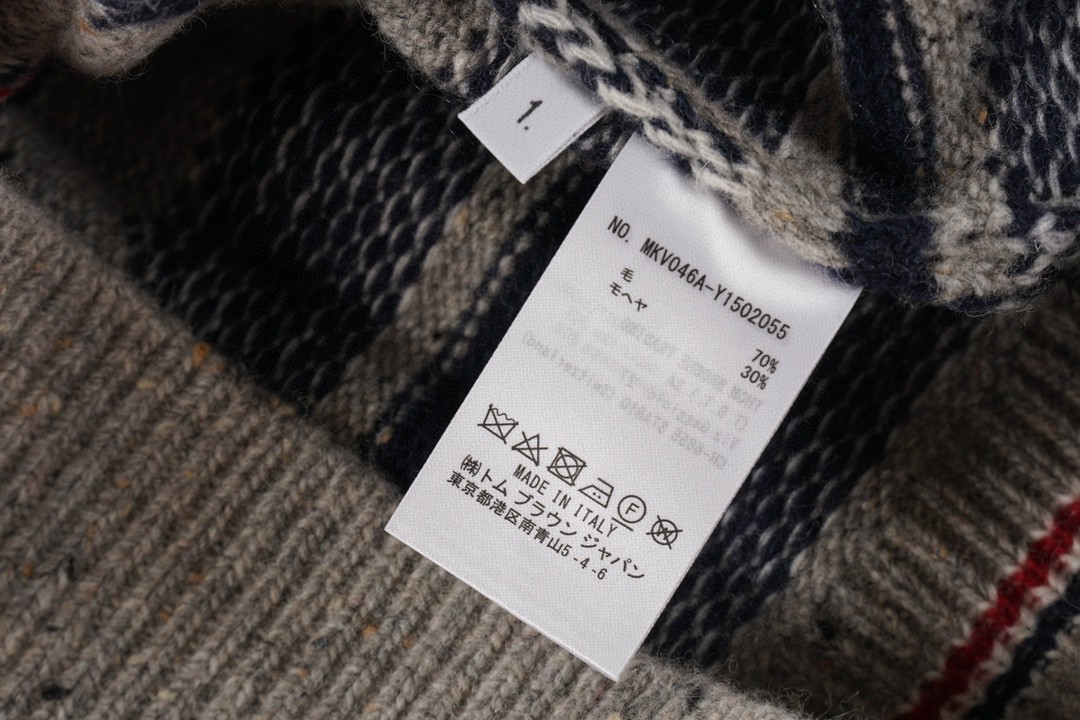 1.
NO. MKV046A-Y1502055
毛 70%
モヘヤ 30%
F
W
MADE IN ITALY
㈱トム ブラウン ジャパン
東京都港区南青山5-4-6